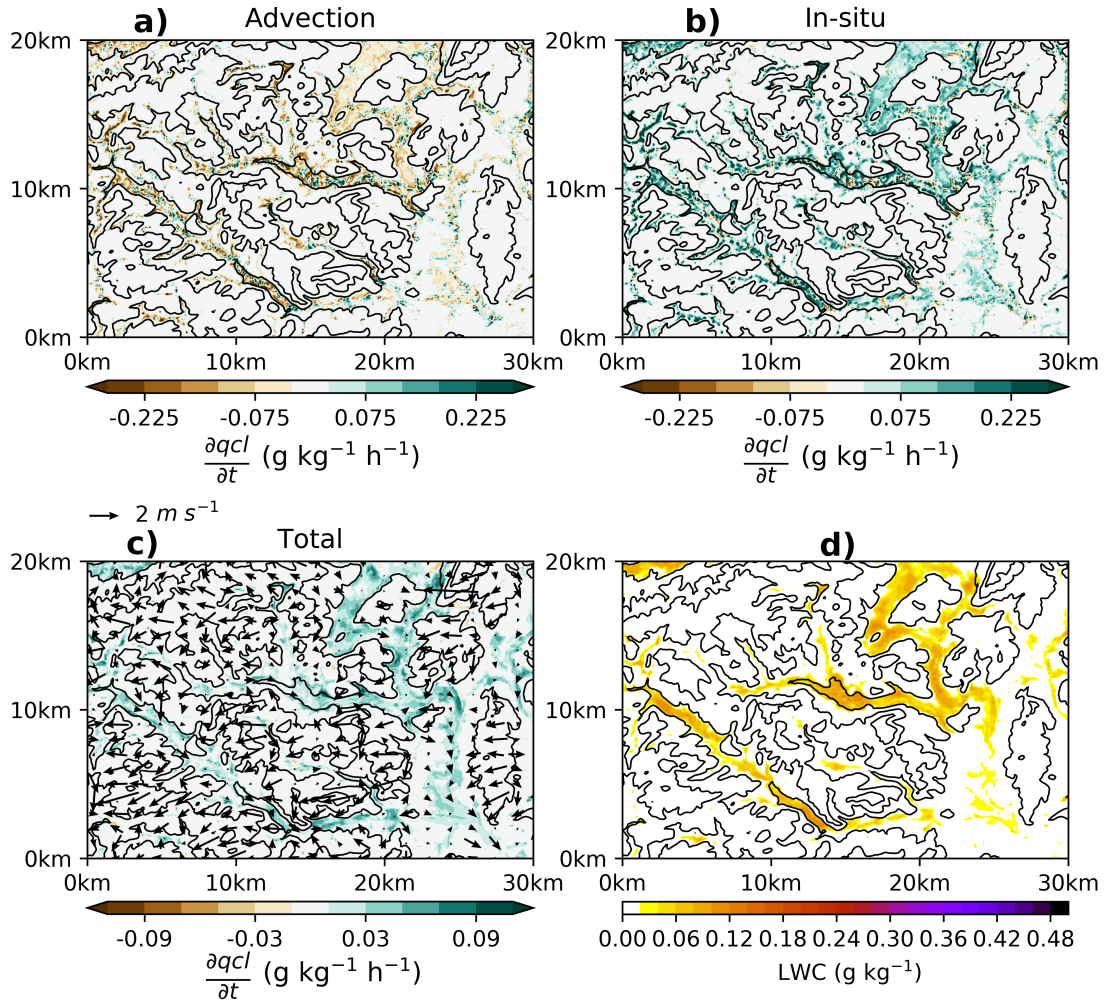 a) Advection
b) In-situ
20km
10km
0km
0km 10km 20km 30km
-0.225 -0.075 0.075 0.225
∂qcl/∂t (g kg⁻¹ h⁻¹)
20km
10km
0km
0km 10km 20km 30km
-0.225 -0.075 0.075 0.225
∂qcl/∂t (g kg⁻¹ h⁻¹)
2 m s⁻¹
c) Total
d)
20km
10km
0km
0km 10km 20km 30km
-0.09 -0.03 0.03 0.09
∂qcl/∂t (g kg⁻¹ h⁻¹)
20km
10km
0km
0km 10km 20km 30km
0.00 0.06 0.12 0.18 0.24 0.30 0.36 0.42 0.48
LWC (g kg⁻¹)